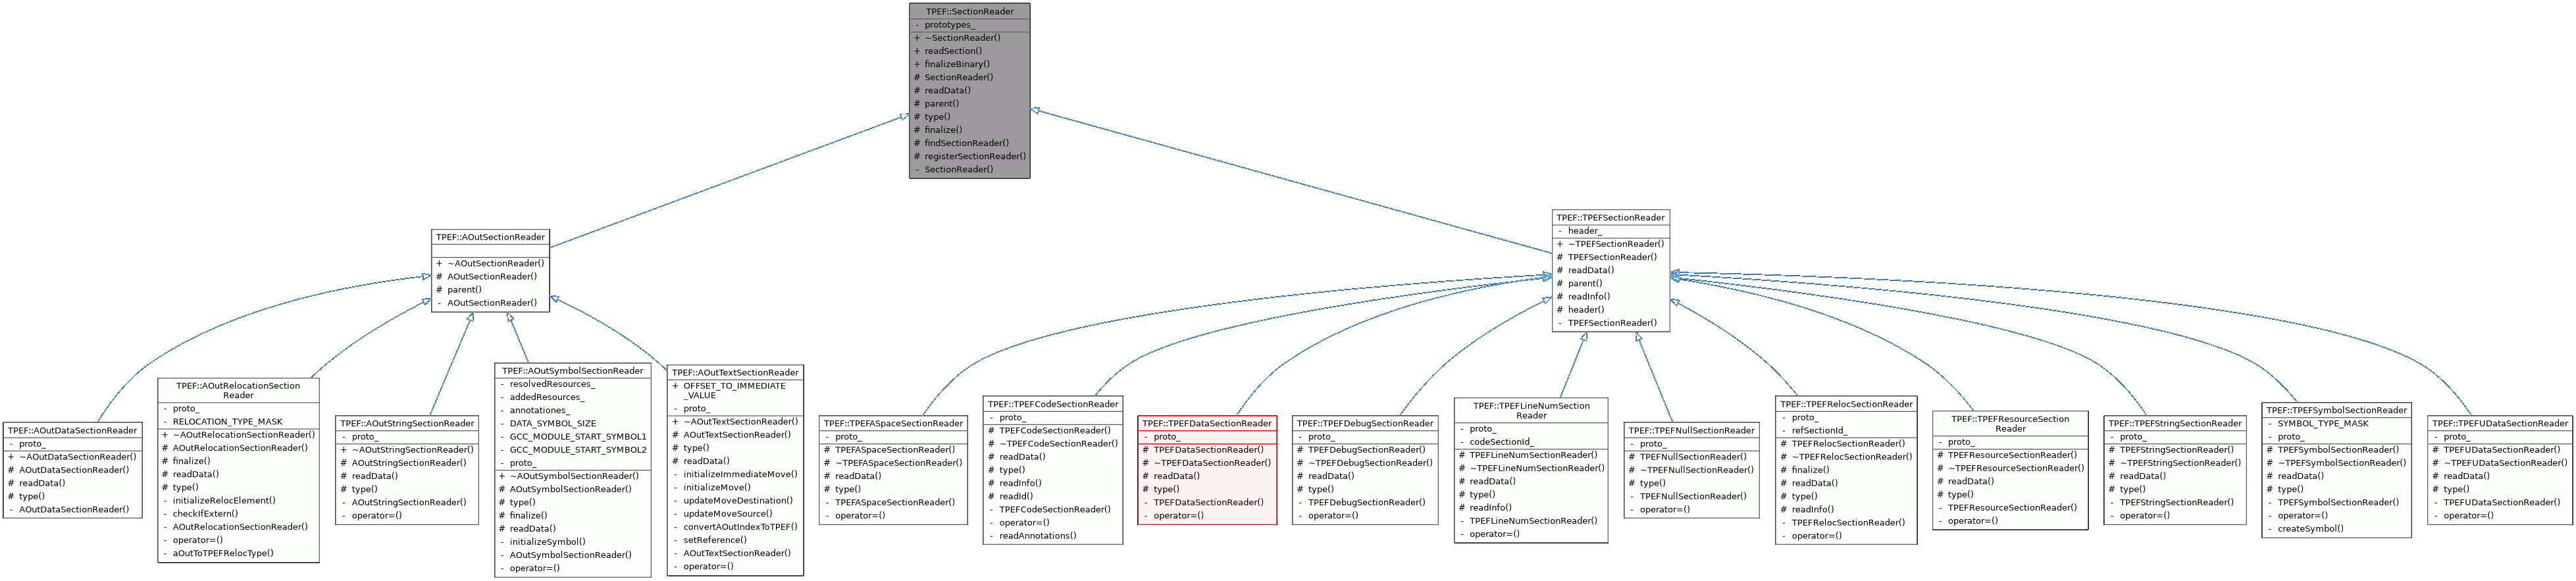 TPEF::SectionReader
- prototypes_
+ ~SectionReader()
+ readSection()
+ finalizeBinary()
# SectionReader()
# readData()
# parent()
# type()
# finalize()
# findSectionReader()
# registerSectionReader()
- SectionReader()
TPEF::AOutSectionReader
+ ~AOutSectionReader()
# AOutSectionReader()
# parent()
- AOutSectionReader()
TPEF::TPEFSectionReader
- header_
+ ~TPEFSectionReader()
# TPEFSectionReader()
# readData()
# parent()
# readInfo()
# header()
- TPEFSectionReader()
TPEF::AOutDataSectionReader
- proto_
+ ~AOutDataSectionReader()
# AOutDataSectionReader()
# readData()
# type()
- AOutDataSectionReader()
TPEF::AOutRelocationSection
Reader
- proto_
- RELOCATION_TYPE_MASK
+ ~AOutRelocationSectionReader()
# AOutRelocationSectionReader()
# finalize()
# readData()
# type()
- initializeRelocElement()
- checkIfExtern()
- AOutRelocationSectionReader()
- operator=()
- aOutToTPEFRelocType()
TPEF::AOutStringSectionReader
- proto_
+ ~AOutStringSectionReader()
# AOutStringSectionReader()
# readData()
# type()
- AOutStringSectionReader()
- operator=()
TPEF::AOutSymbolSectionReader
- resolvedResources_
- addedResources_
- annotationes_
- DATA_SYMBOL_SIZE
- GCC_MODULE_START_SYMBOL1
- GCC_MODULE_START_SYMBOL2
- proto_
+ ~AOutSymbolSectionReader()
# AOutSymbolSectionReader()
# type()
# finalize()
# readData()
- initializeSymbol()
- AOutSymbolSectionReader()
- operator=()
TPEF::AOutTextSectionReader
+ OFFSET_TO_IMMEDIATE
_VALUE
- proto_
+ ~AOutTextSectionReader()
# AOutTextSectionReader()
# type()
# readData()
- initializeImmediateMove()
- initializeMove()
- updateMoveDestination()
- updateMoveSource()
- convertAOutIndexToTPEF()
- setReference()
- AOutTextSectionReader()
- operator=()
TPEF::TPEFASpaceSectionReader
- proto_
# TPEFASpaceSectionReader()
# ~TPEFASpaceSectionReader()
# readData()
# type()
- TPEFASpaceSectionReader()
- operator=()
TPEF::TPEFCodeSectionReader
- proto_
# TPEFCodeSectionReader()
# ~TPEFCodeSectionReader()
# readData()
# type()
# readInfo()
# readId()
- TPEFCodeSectionReader()
- operator=()
- readAnnotations()
TPEF::TPEFDataSectionReader
- proto_
# TPEFDataSectionReader()
# ~TPEFDataSectionReader()
# readData()
# type()
- TPEFDataSectionReader()
- operator=()
TPEF::TPEFDebugSectionReader
- proto_
# TPEFDebugSectionReader()
# ~TPEFDebugSectionReader()
# readData()
# type()
- TPEFDebugSectionReader()
- operator=()
TPEF::TPEFLineNumSection
Reader
- proto_
- codeSectionId_
# TPEFLineNumSectionReader()
# ~TPEFLineNumSectionReader()
# readData()
# type()
# readInfo()
- TPEFLineNumSectionReader()
- operator=()
TPEF::TPEFNullSectionReader
- proto_
# TPEFNullSectionReader()
# ~TPEFNullSectionReader()
# type()
- TPEFNullSectionReader()
- operator=()
TPEF::TPEFRelocSectionReader
- proto_
- refSectionId_
# TPEFRelocSectionReader()
# ~TPEFRelocSectionReader()
# finalize()
# readData()
# type()
# readInfo()
- TPEFRelocSectionReader()
- operator=()
TPEF::TPEFResourceSection
Reader
- proto_
# TPEFResourceSectionReader()
# ~TPEFResourceSectionReader()
# readData()
# type()
- TPEFResourceSectionReader()
- operator=()
TPEF::TPEFStringSectionReader
- proto_
# TPEFStringSectionReader()
# ~TPEFStringSectionReader()
# readData()
# type()
- TPEFStringSectionReader()
- operator=()
TPEF::TPEFSymbolSectionReader
- SYMBOL_TYPE_MASK
- proto_
# TPEFSymbolSectionReader()
# ~TPEFSymbolSectionReader()
# readData()
# type()
- TPEFSymbolSectionReader()
- operator=()
- createSymbol()
TPEF::TPEFUDataSectionReader
- proto_
# TPEFUDataSectionReader()
# ~TPEFUDataSectionReader()
# readData()
# type()
- TPEFUDataSectionReader()
- operator=()